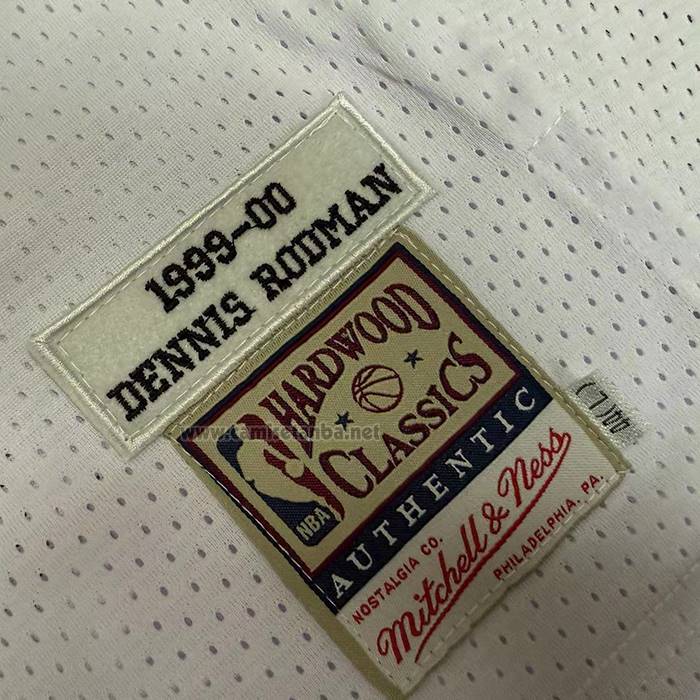 1999-00
DENNIS RODMAN
HARDWOOD
CLASSICS
NBA
www.camisetanba.net
AUTHENTIC
NOSTALGIA CO.
Mitchell & Ness
PHILADELPHIA, PA.